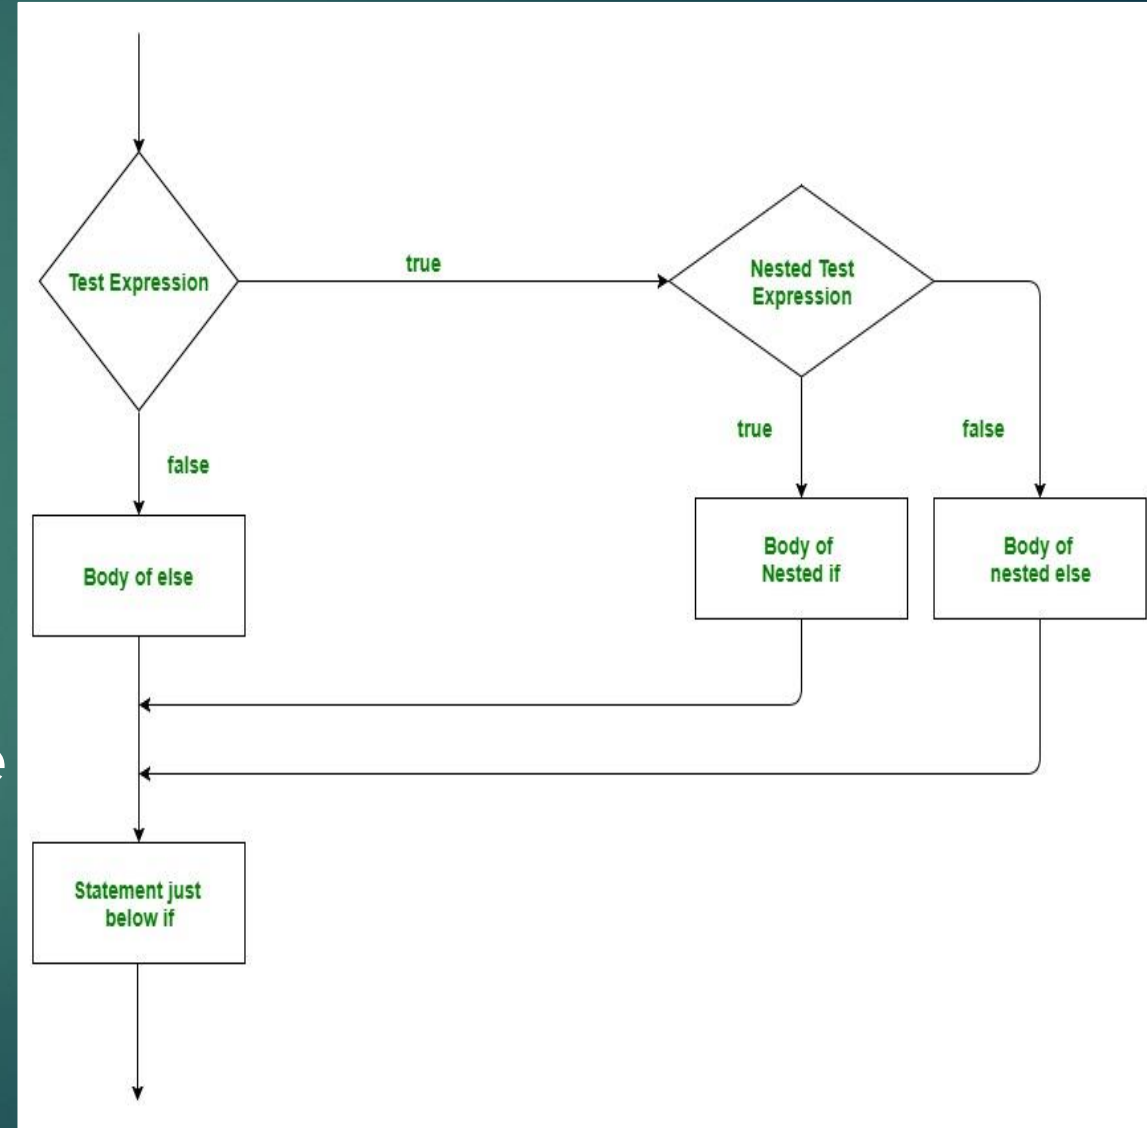 true
Test Expression
Nested Test
Expression
true
false
false
Body of else
Body of
Nested if
Body of
nested else
Statement just
below if